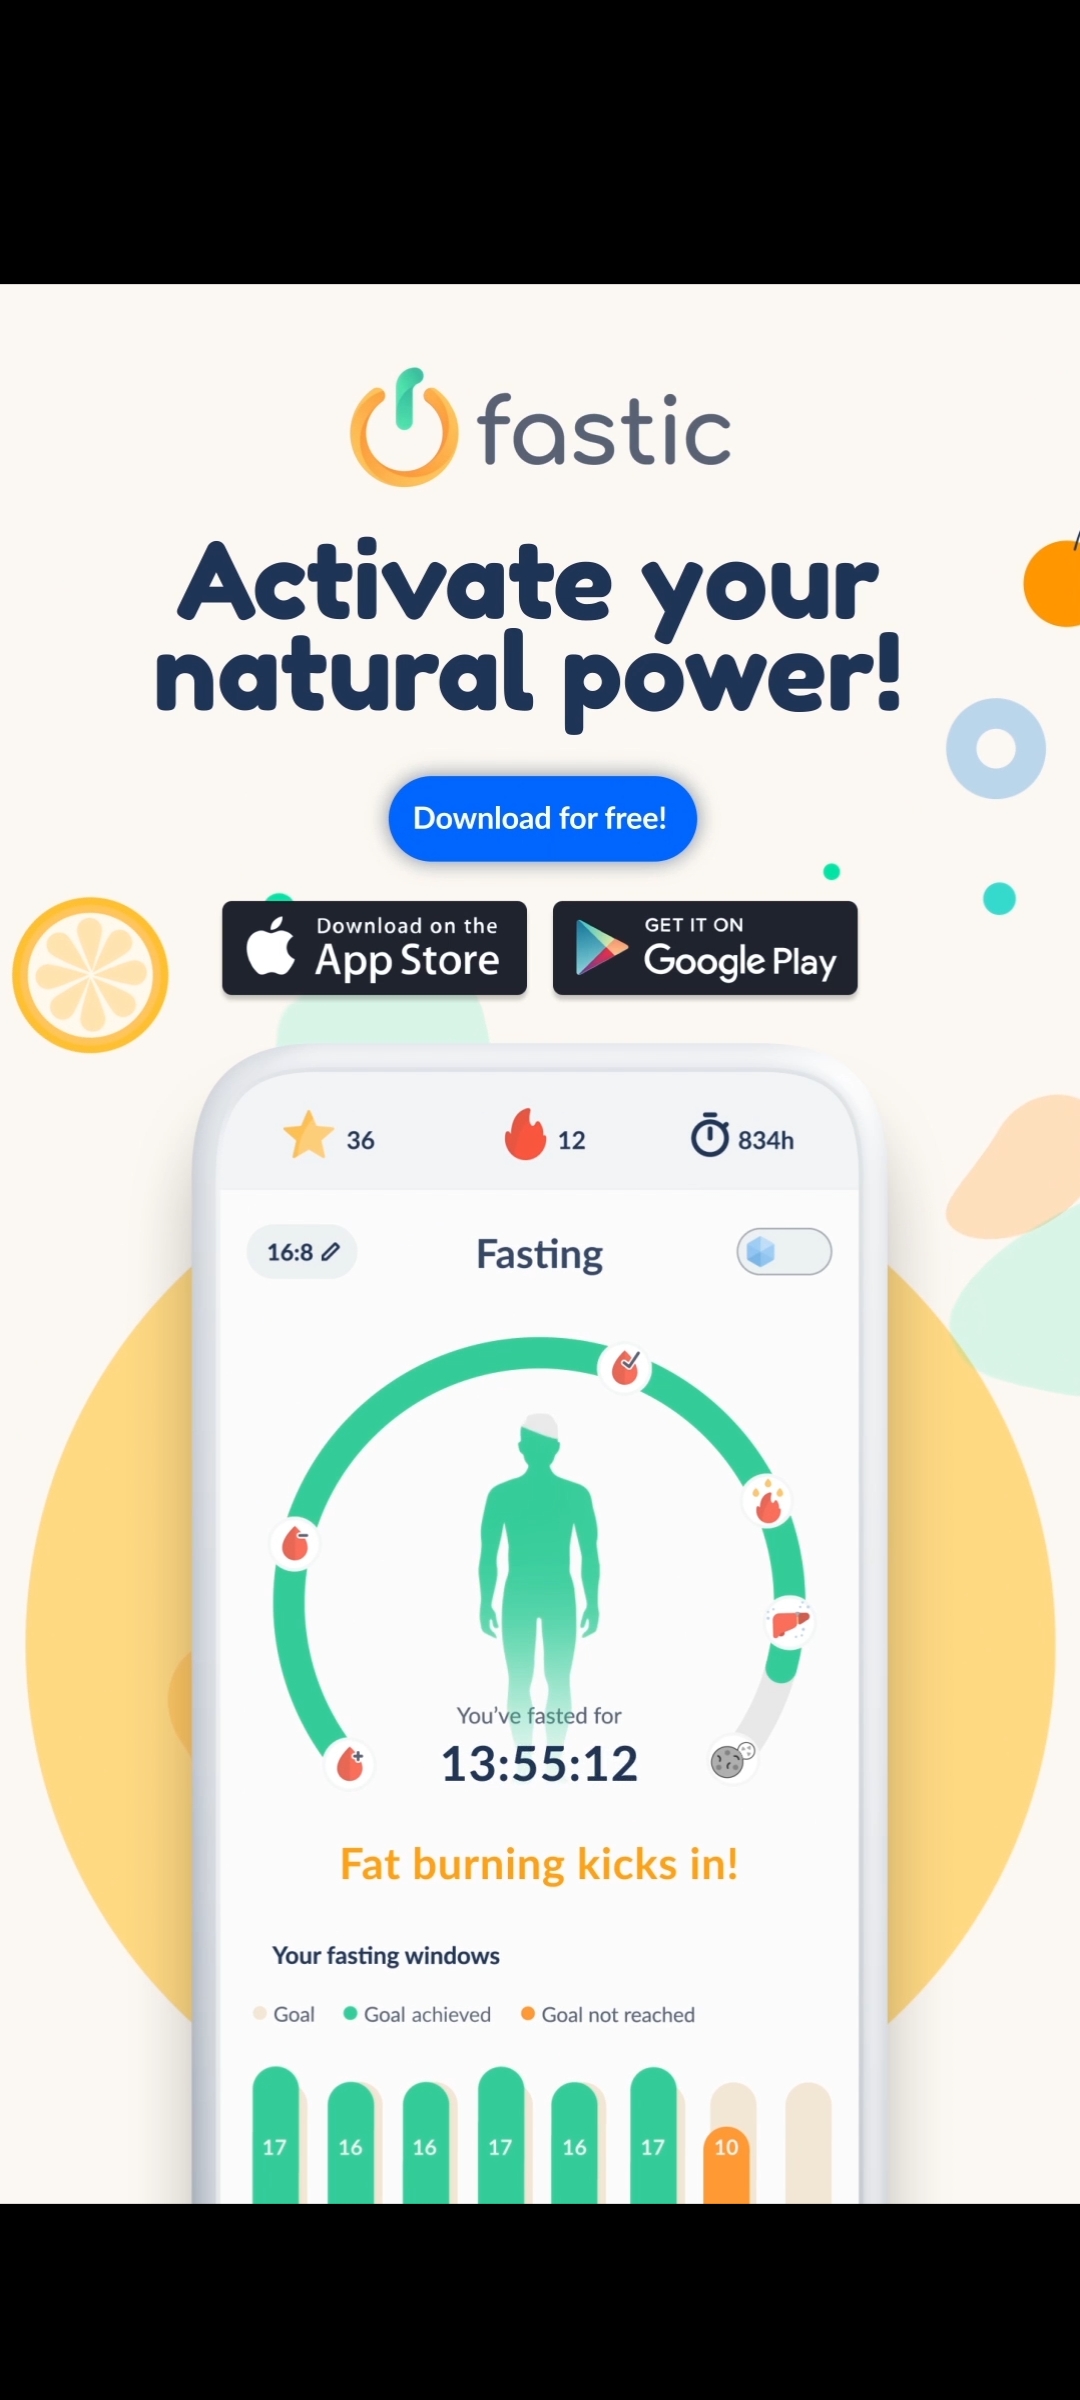 fastic
Activate your
natural power!
Download for free!
Download on the
App Store
GET IT ON
Google Play
36
12
834h
16:8
Fasting
You've fasted for
13:55:12
Fat burning kicks in!
Your fasting windows
Goal
Goal achieved
Goal not reached
17
16
16
17
16
17
10